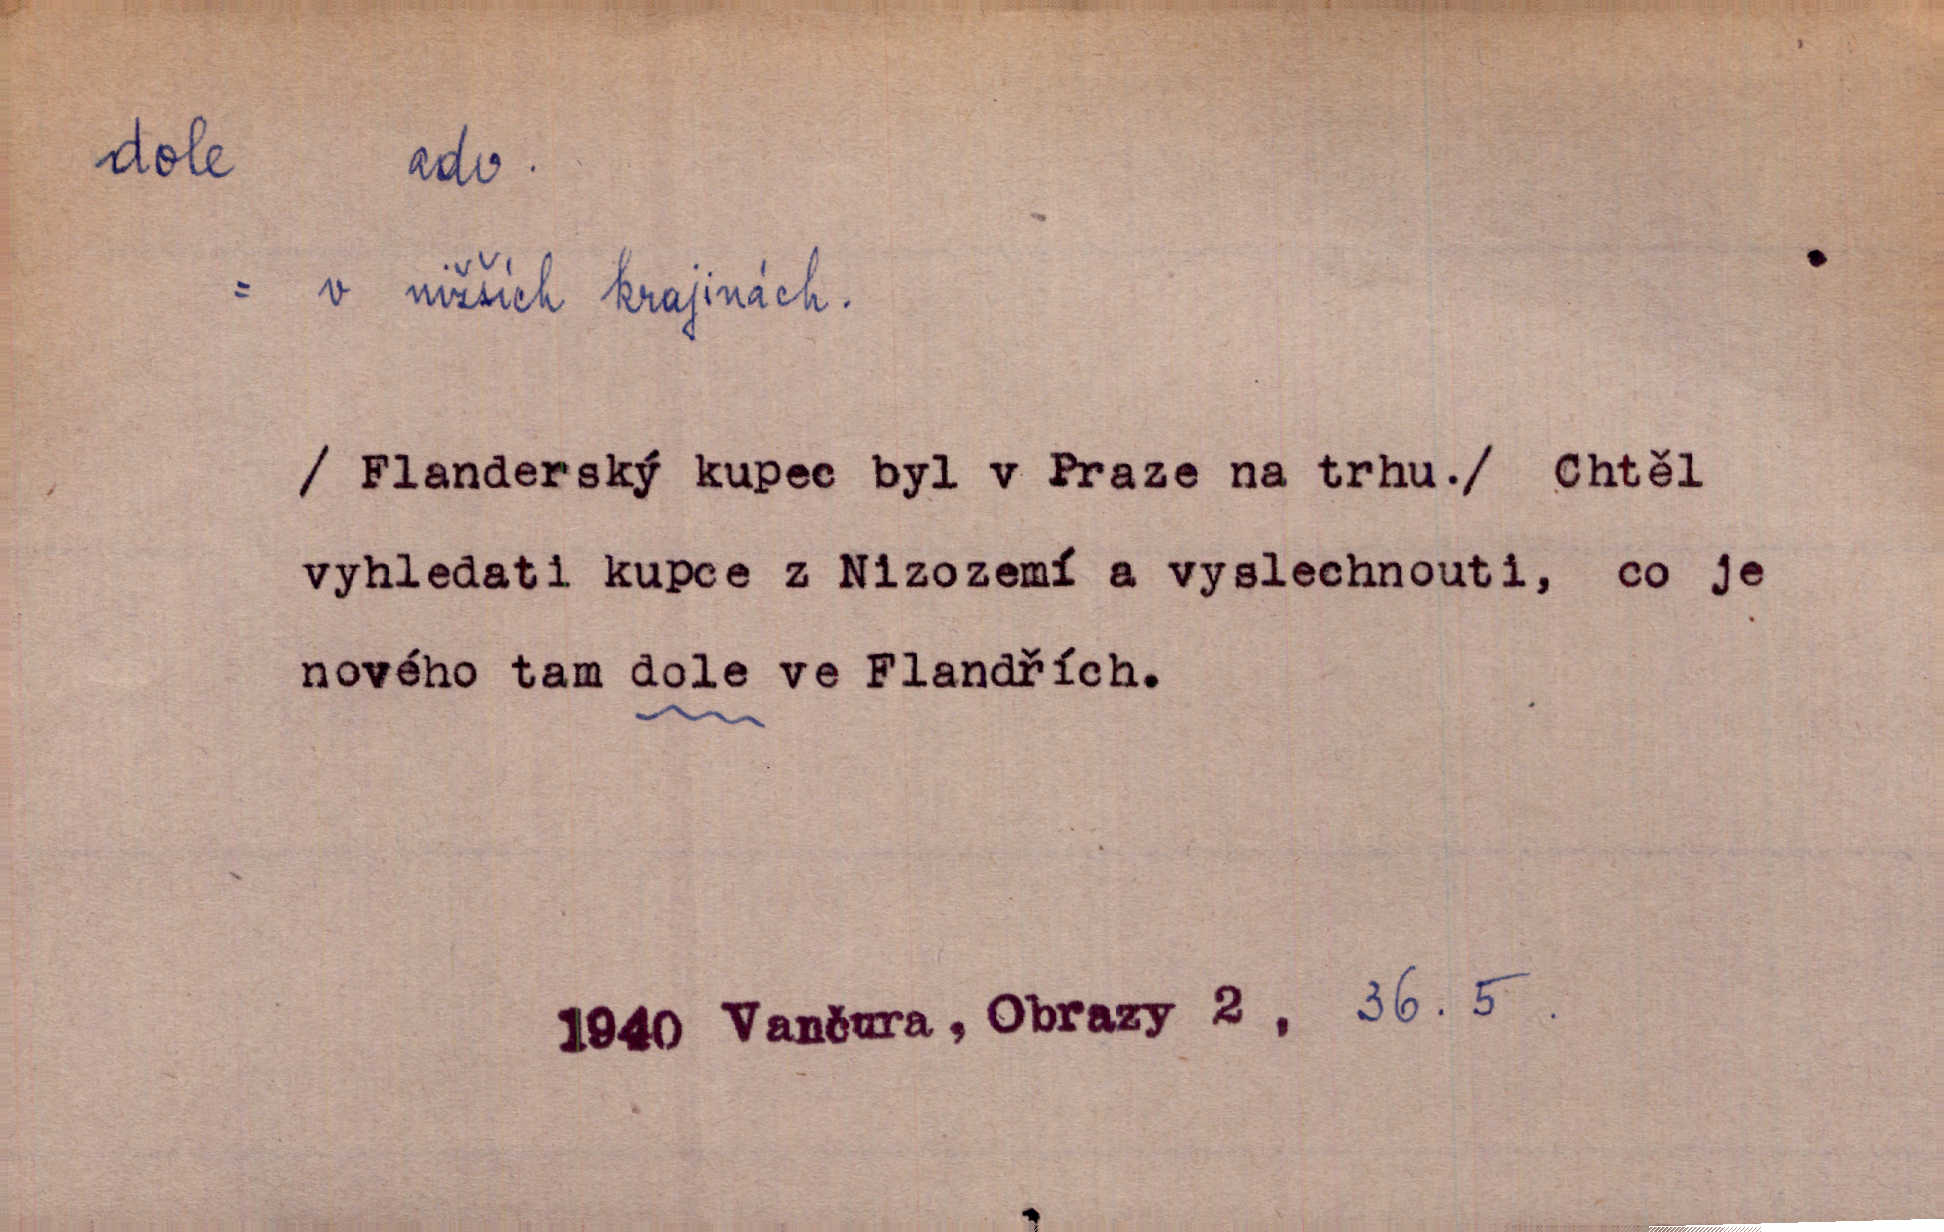 dole adv.
= v nižších krajinách.
/ Flanderský kupec byl v Praze na trhu./ Chtěl
vyhledati kupce z Nizozemí a vyslechnouti, co je
nového tam dole ve Flandřích.
1940 Vančura, Obrazy 2, 36.5.